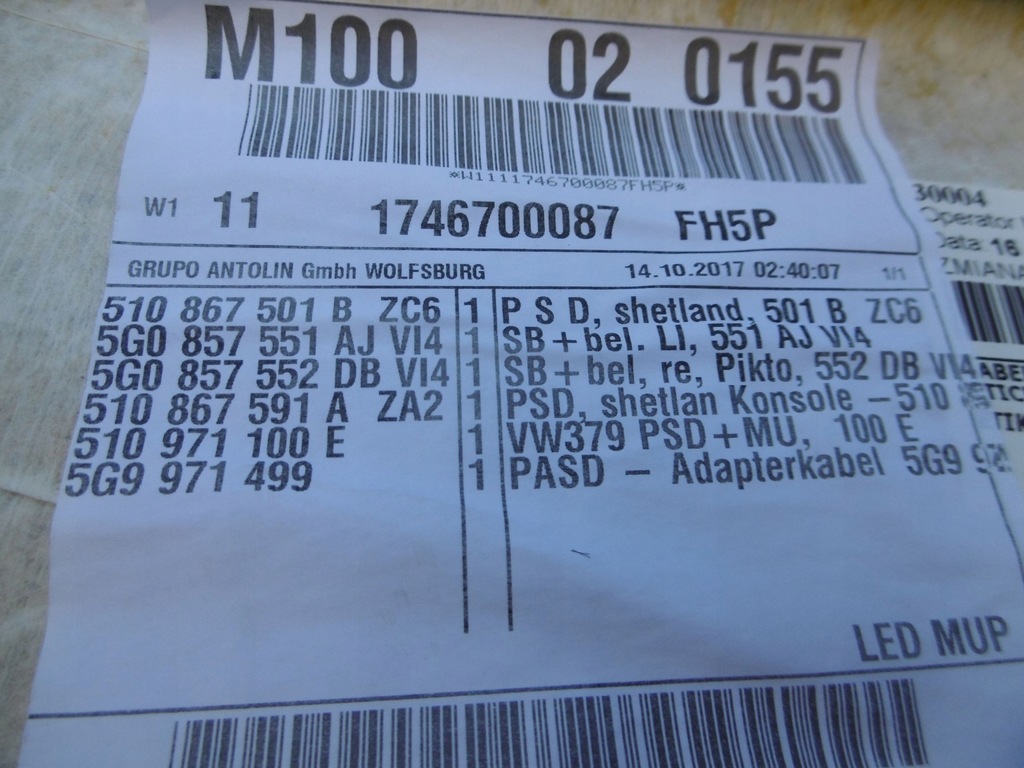 M100 02 0155
*W1111746700087FH5P*
W1 11 1746700087 FH5P
GRUPO ANTOLIN Gmbh WOLFSBURG 14.10.2017 02:40:07 1/1
510 867 501 B ZC6 1 P S D, shetland, 501 B ZC6
5G0 857 551 AJ VI4 1 SB+bel. LI, 551 AJ VI4
5G0 857 552 DB VI4 1 SB+bel, re, Pikto, 552 DB VI4
510 867 591 A ZA2 1 PSD, shetlan Konsole - 510
510 971 100 E 1 VW379 PSD+MU, 100 E
5G9 971 499 1 PASD - Adapterkabel 5G9
LED MUP
30004
Operator
Data 16
ZMIANA